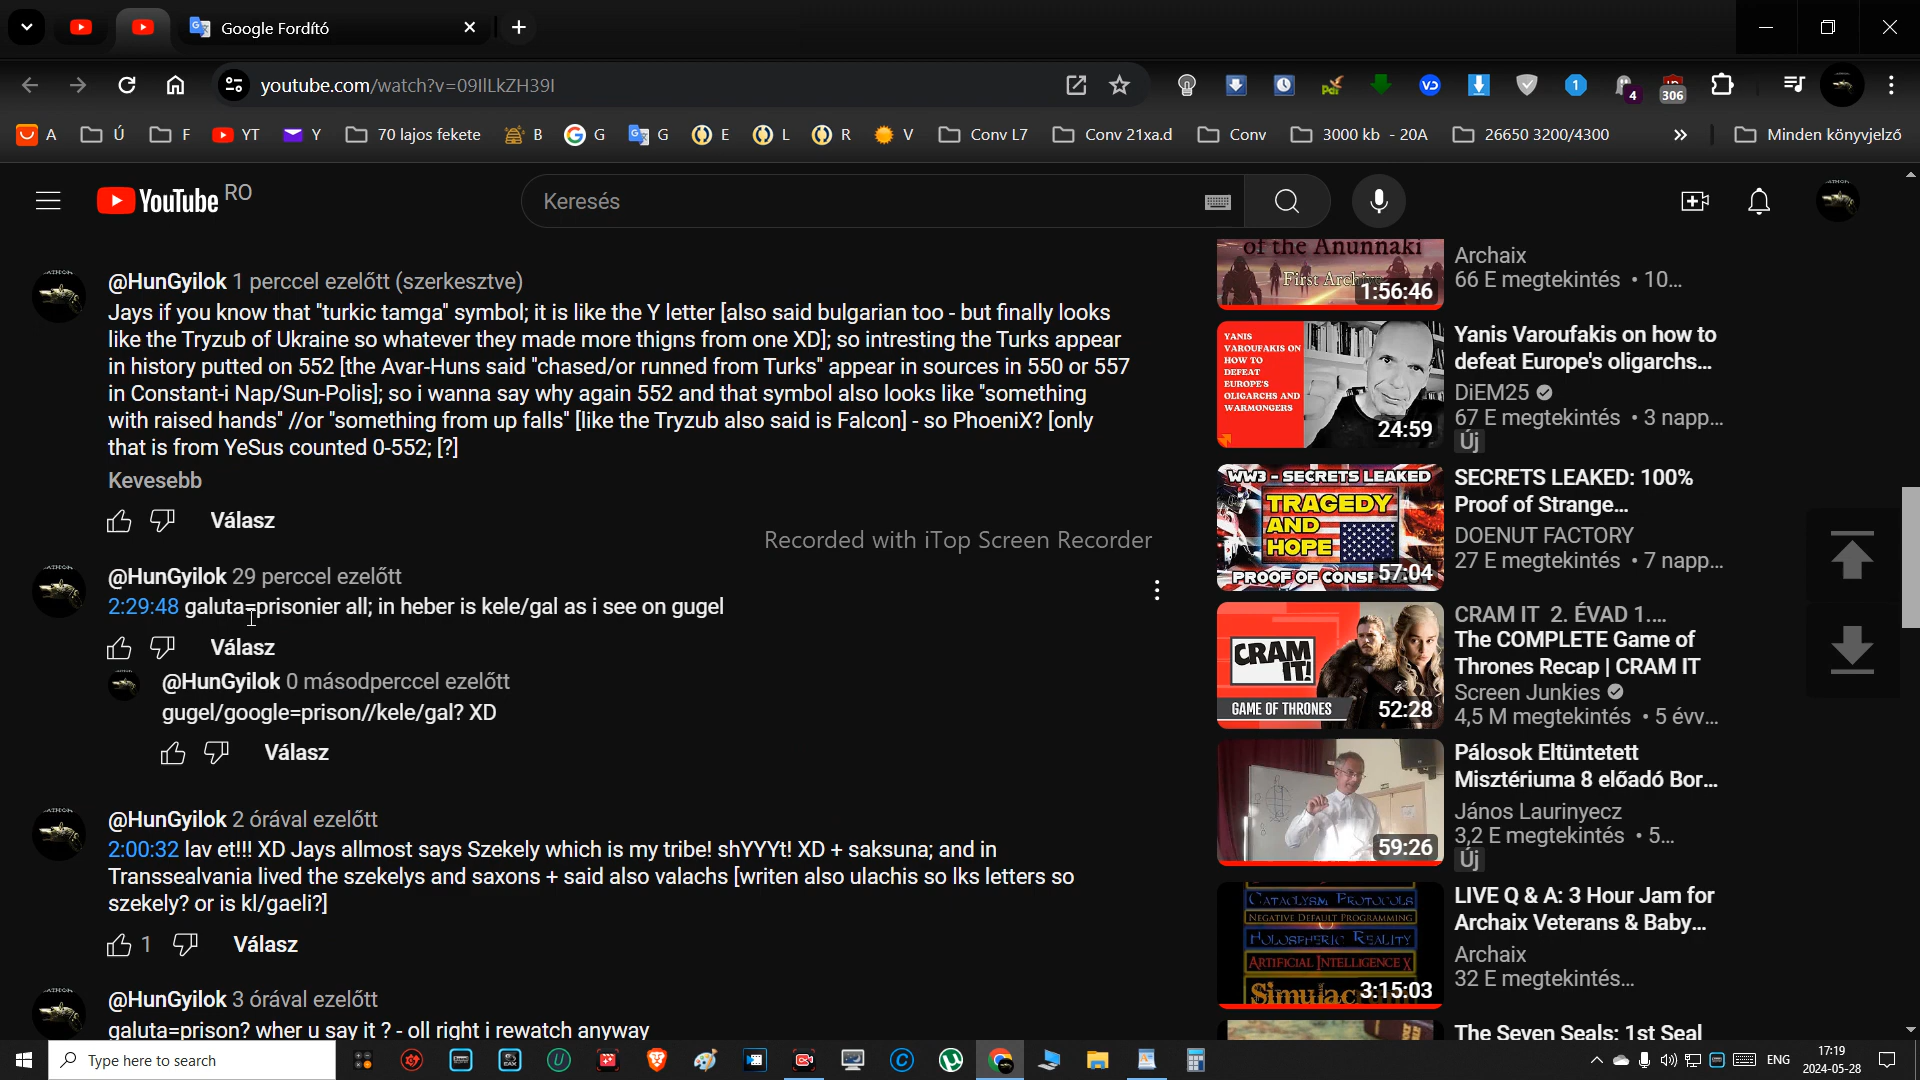 Google Fordító
youtube.com/watch?v=09IlLkZH39I
4
306
A
Ú
F
YT
Y
70 lajos fekete
B
G
G
E
L
R
V
Conv L7
Conv 21xa.d
Conv
3000 kb - 20A
26650 3200/4300
»
Minden könyvjelző
YouTube RO
Keresés
@HunGyilok 1 perccel ezelőtt (szerkesztve)
Jays if you know that "turkic tamga" symbol; it is like the Y letter [also said bulgarian too - but finally looks
like the Tryzub of Ukraine so whatever they made more thigns from one XD]; so intresting the Turks appear
in history putted on 552 [the Avar-Huns said "chased/or runned from Turks" appear in sources in 550 or 557
in Constant-i Nap/Sun-Polis]; so i wanna say why again 552 and that symbol also looks like "something
with raised hands" //or "something from up falls" [like the Tryzub also said is Falcon] - so PhoeniX? [only
that is from YeSus counted 0-552; [?]
Kevesebb
Válasz
Recorded with iTop Screen Recorder
@HunGyilok 29 perccel ezelőtt
2:29:48 galuta=prisonier all; in heber is kele/gal as i see on gugel
Válasz
@HunGyilok 0 másodperccel ezelőtt
gugel/google=prison//kele/gal? XD
Válasz
@HunGyilok 2 órával ezelőtt
2:00:32 lav et!!! XD Jays allmost says Szekely which is my tribe! shYYYt! XD + saksuna; and in
Transsealvania lived the szekelys and saxons + said also valachs [writen also ulachis so lks letters so
szekely? or is kl/gaeli?]
1
Válasz
@HunGyilok 3 órával ezelőtt
galuta=prison? wher u say it ? - oll right i rewatch anyway
of the Anunnaki
First Archive
1:56:46
Archaix
66 E megtekintés • 10...
YANIS
VAROUFAKIS ON
HOW TO
DEFEAT
EUROPE'S
OLIGARCHS AND
WARMONGERS
24:59
Yanis Varoufakis on how to
defeat Europe's oligarchs...
DiEM25
67 E megtekintés • 3 napp...
Új
WW3 - SECRETS LEAKED
TRAGEDY
AND
HOPE
PROOF OF CONSP
57:04
SECRETS LEAKED: 100%
Proof of Strange...
DOENUT FACTORY
27 E megtekintés • 7 napp...
CRAM
IT!
GAME OF THRONES
52:28
CRAM IT 2. ÉVAD 1....
The COMPLETE Game of
Thrones Recap | CRAM IT
Screen Junkies
4,5 M megtekintés • 5 évv...
59:26
Pálosok Eltüntetett
Misztériuma 8 előadó Bor...
János Laurinyecz
3,2 E megtekintés • 5...
Új
CATACLYSM PROTOCOLS
NEGATIVE DEFAULT PROGRAMMING
HOLOSPHERIC REALITY
ARTIFICIAL INTELLIGENCE X
Simulac
3:15:03
LIVE Q & A: 3 Hour Jam for
Archaix Veterans & Baby...
Archaix
32 E megtekintés...
The Seven Seals: 1st Seal
Type here to search
ENG
17:19
2024-05-28